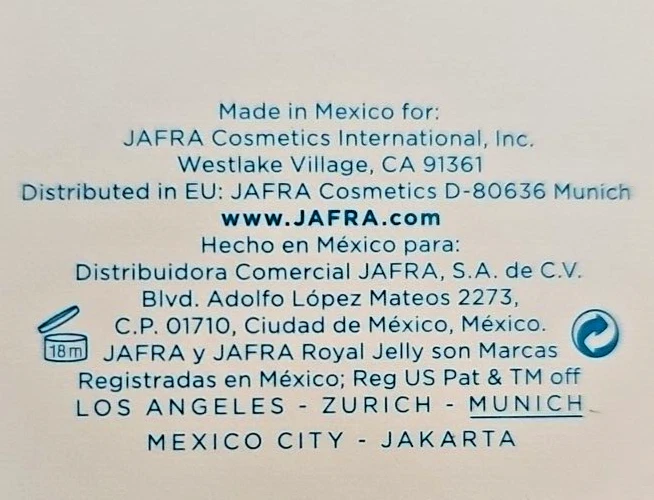 Made in Mexico for:
JAFRA Cosmetics International, Inc.
Westlake Village, CA 91361
Distributed in EU: JAFRA Cosmetics D-80636 Munich
www.JAFRA.com
Hecho en México para:
Distribuidora Comercial JAFRA, S.A. de C.V.
Blvd. Adolfo López Mateos 2273,
C.P. 01710, Ciudad de México, México.
18m JAFRA y JAFRA Royal Jelly son Marcas
Registradas en México; Reg US Pat & TM off
LOS ANGELES - ZURICH - MUNICH
MEXICO CITY - JAKARTA